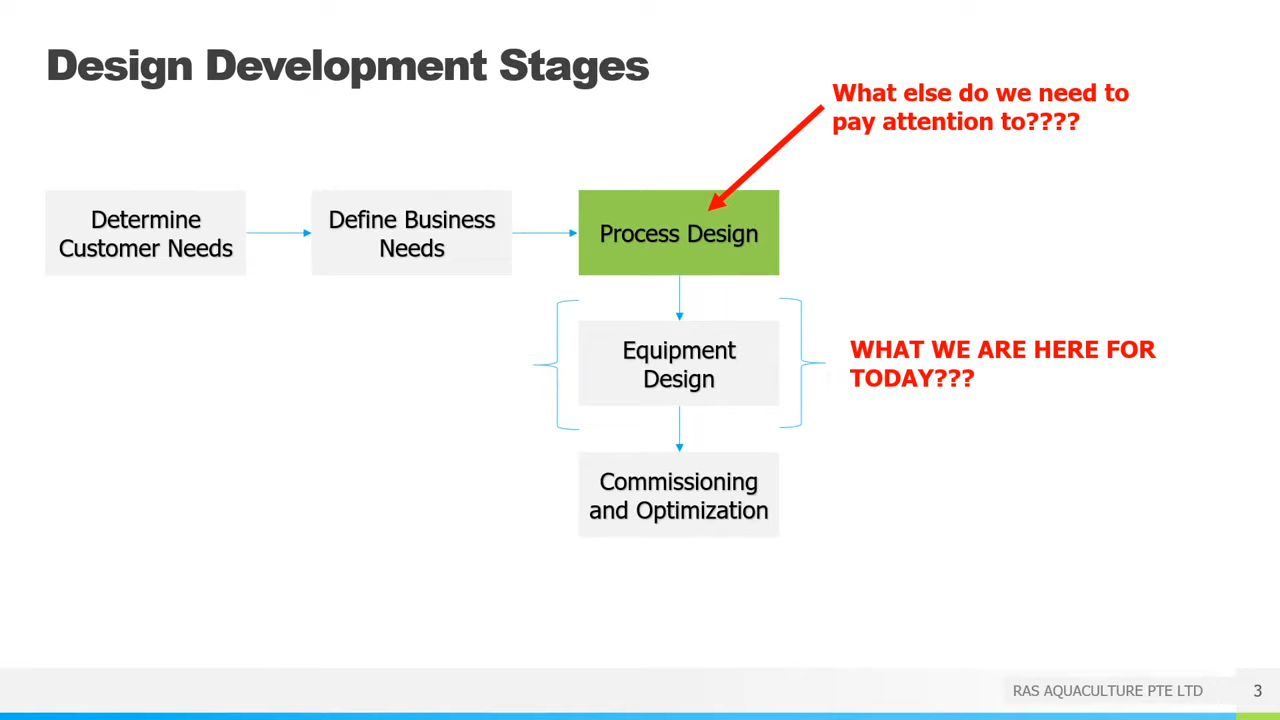 Design Development Stages
What else do we need to
pay attention to????
Determine
Customer Needs
Define Business
Needs
Process Design
Equipment
Design
WHAT WE ARE HERE FOR
TODAY???
Commissioning
and Optimization
RAS AQUACULTURE PTE LTD
3